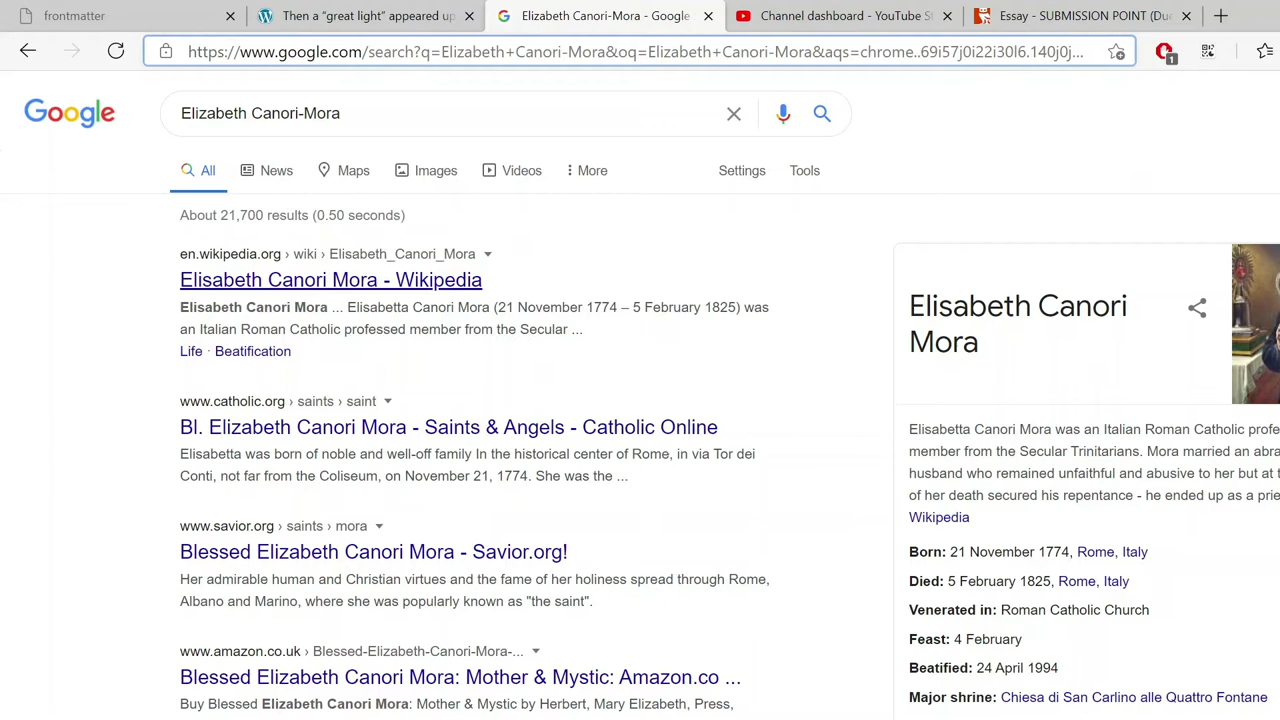 frontmatter
Then a “great light” appeared up
Elizabeth Canori-Mora - Google
Channel dashboard - YouTube S
Essay - SUBMISSION POINT (Due
https://www.google.com/search?q=Elizabeth+Canori-Mora&oq=Elizabeth+Canori-Mora&aqs=chrome..69i57j0i22i30l6.140j0j...
1
Google
Elizabeth Canori-Mora
All
News
Maps
Images
Videos
More
Settings
Tools
About 21,700 results (0.50 seconds)
en.wikipedia.org › wiki › Elisabeth_Canori_Mora
Elisabeth Canori Mora - Wikipedia
Elisabeth Canori Mora ... Elisabetta Canori Mora (21 November 1774 – 5 February 1825) was
an Italian Roman Catholic professed member from the Secular ...
Life · Beatification
www.catholic.org › saints › saint
Bl. Elizabeth Canori Mora - Saints & Angels - Catholic Online
Elisabetta was born of noble and well-off family In the historical center of Rome, in via Tor dei
Conti, not far from the Coliseum, on November 21, 1774. She was the ...
www.savior.org › saints › mora
Blessed Elizabeth Canori Mora - Savior.org!
Her admirable human and Christian virtues and the fame of her holiness spread through Rome,
Albano and Marino, where she was popularly known as "the saint".
www.amazon.co.uk › Blessed-Elizabeth-Canori-Mora-...
Blessed Elizabeth Canori Mora: Mother & Mystic: Amazon.co ...
Buy Blessed Elizabeth Canori Mora: Mother & Mystic by Herbert, Mary Elizabeth, Press,
Elisabeth Canori
Mora
Elisabetta Canori Mora was an Italian Roman Catholic profe
member from the Secular Trinitarians. Mora married an abra
husband who remained unfaithful and abusive to her but at t
of her death secured his repentance - he ended up as a prie
Wikipedia
Born: 21 November 1774, Rome, Italy
Died: 5 February 1825, Rome, Italy
Venerated in: Roman Catholic Church
Feast: 4 February
Beatified: 24 April 1994
Major shrine: Chiesa di San Carlino alle Quattro Fontane